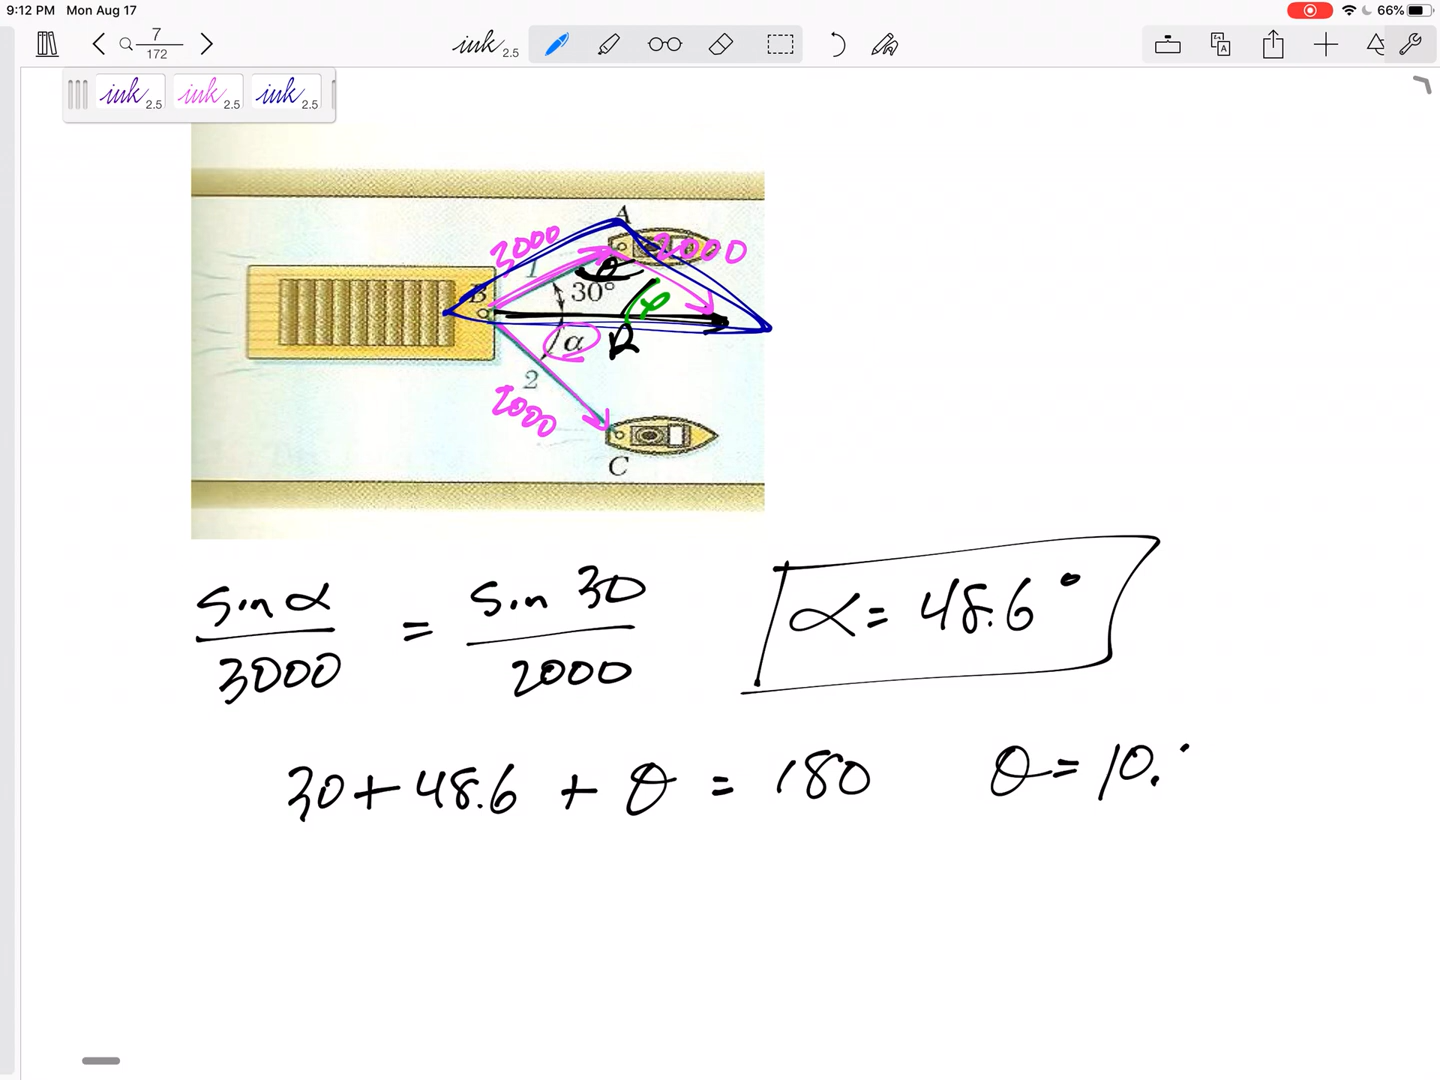 9:12 PM Mon Aug 17
66%
7
172
ink 2.5
ink 2.5
ink 2.5
ink 2.5
A
3000
2000
1
B
30°
θ
α
R
2
2000
C
sin α / 3000 = sin 30 / 2000
α = 48.6°
30 + 48.6 + θ = 180
θ = 10.